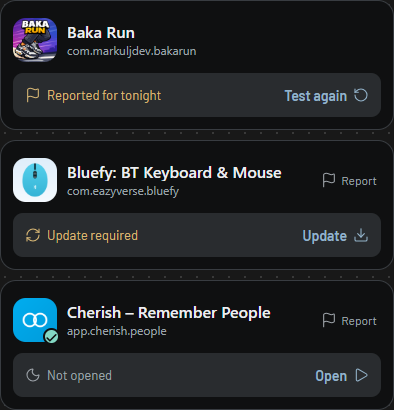 BAKA
RUN
Baka Run
com.markuljdev.bakarun
Reported for tonight
Test again
Bluefy: BT Keyboard & Mouse
com.eazyverse.bluefy
Report
Update required
Update
Cherish – Remember People
app.cherish.people
Report
Not opened
Open